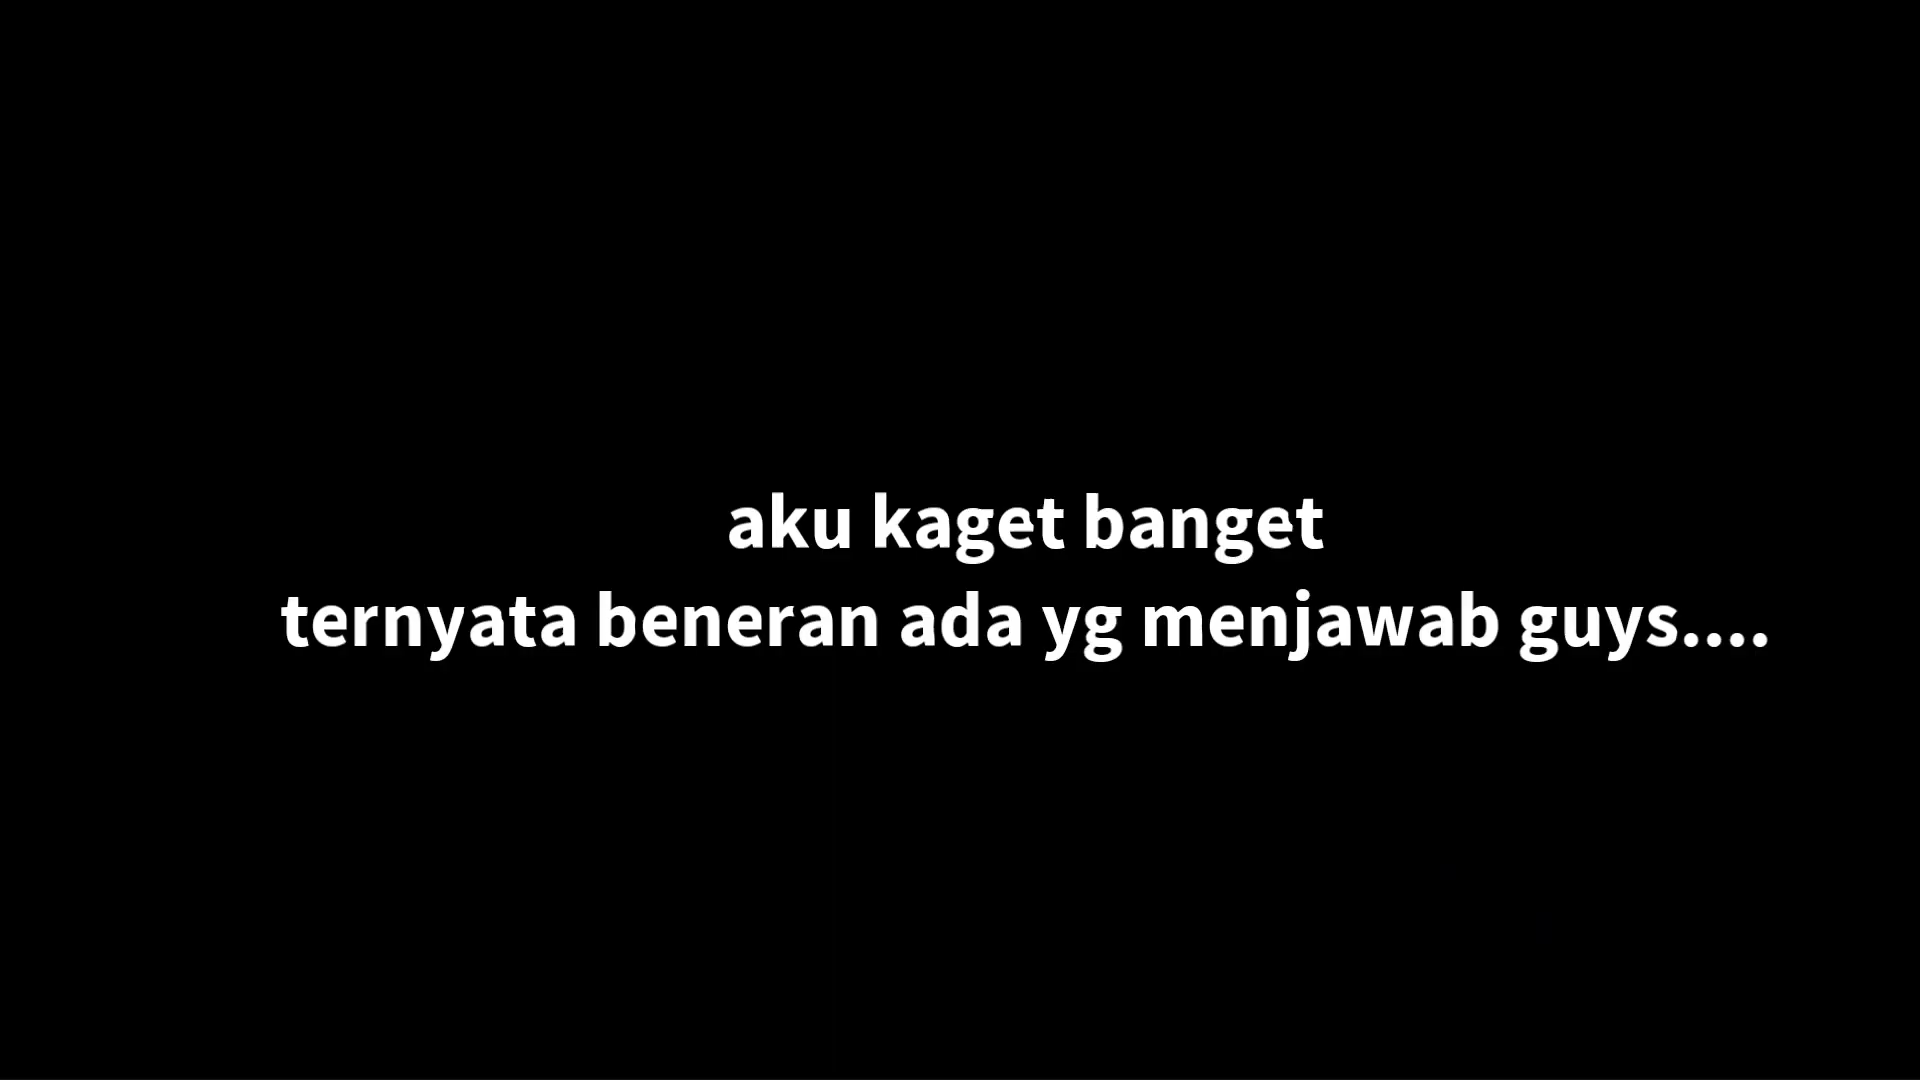 aku kaget banget
ternyata beneran ada yg menjawab guys....